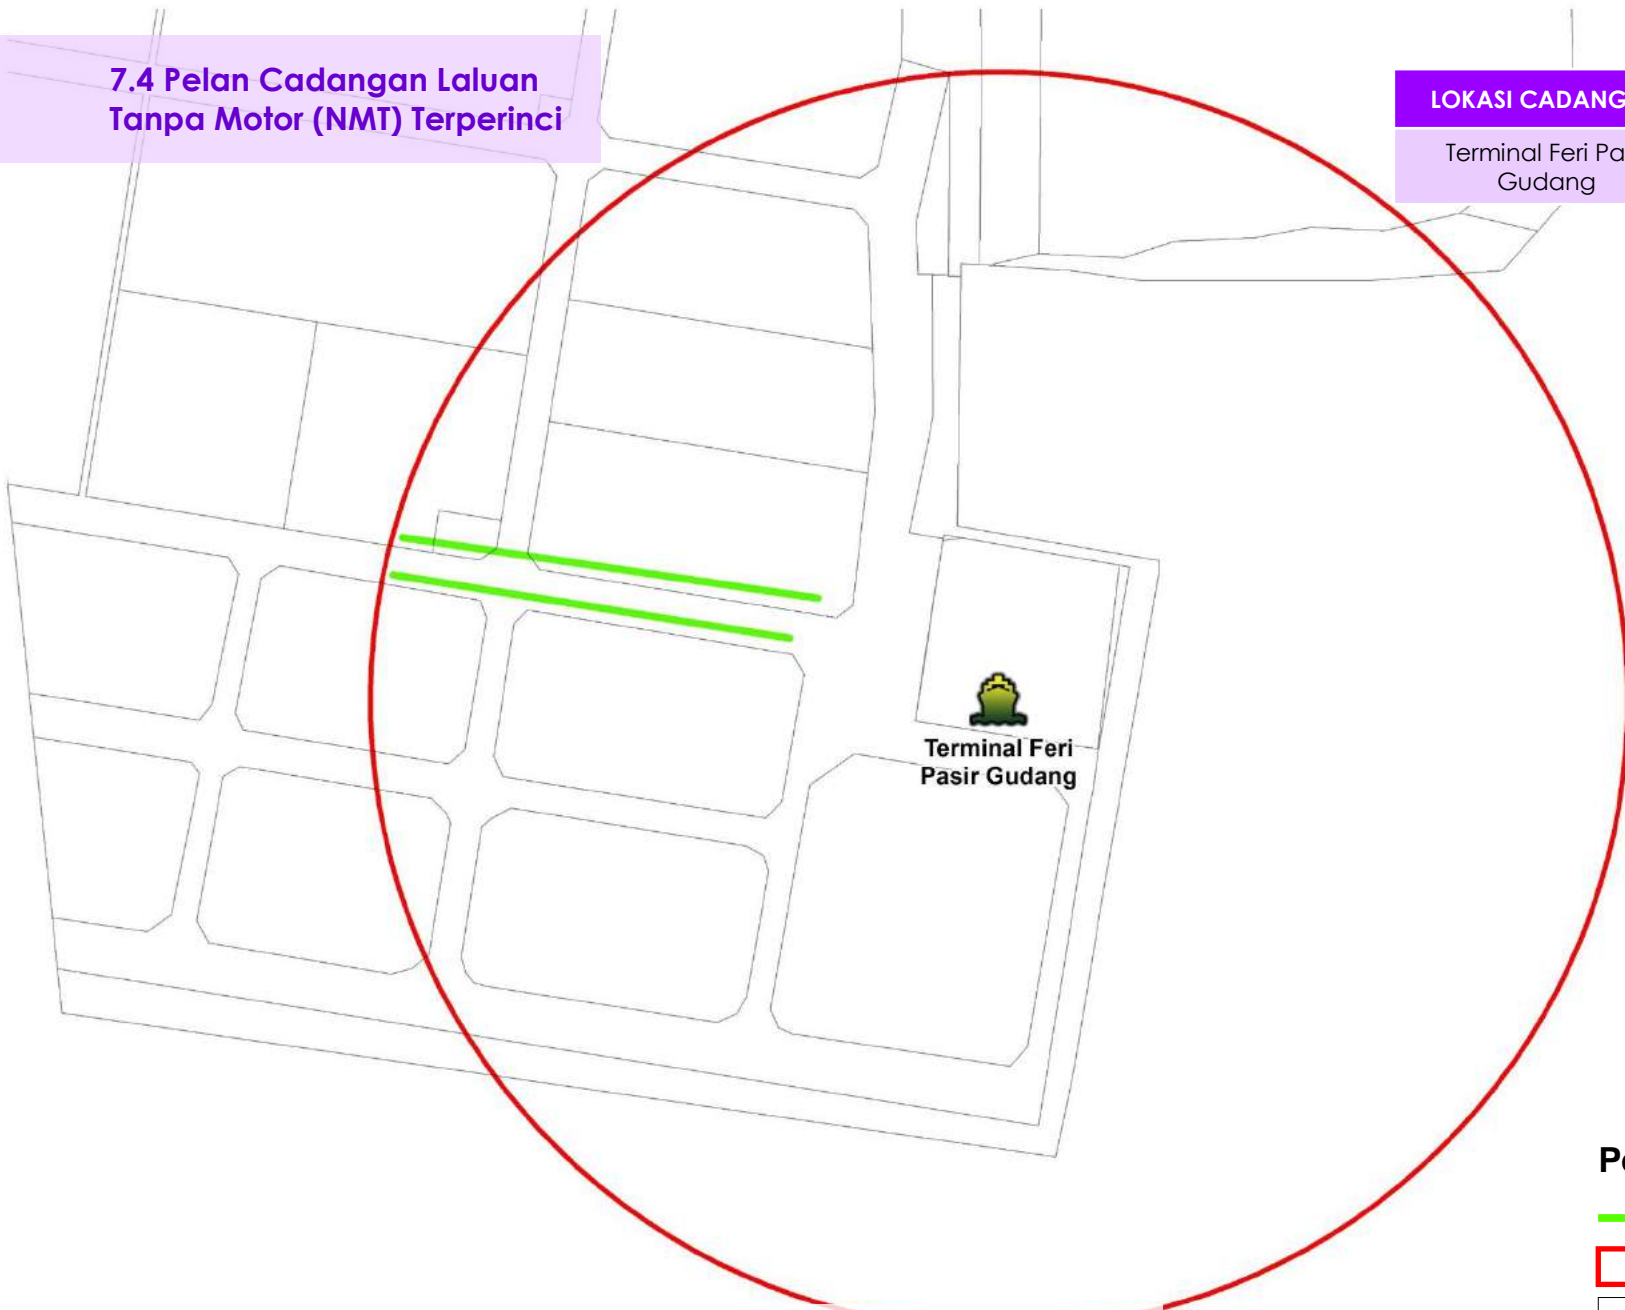 7.4 Pelan Cadangan Laluan
Tanpa Motor (NMT) Terperinci
LOKASI CADANG
Terminal Feri Pa
Gudang
Terminal Feri
Pasir Gudang